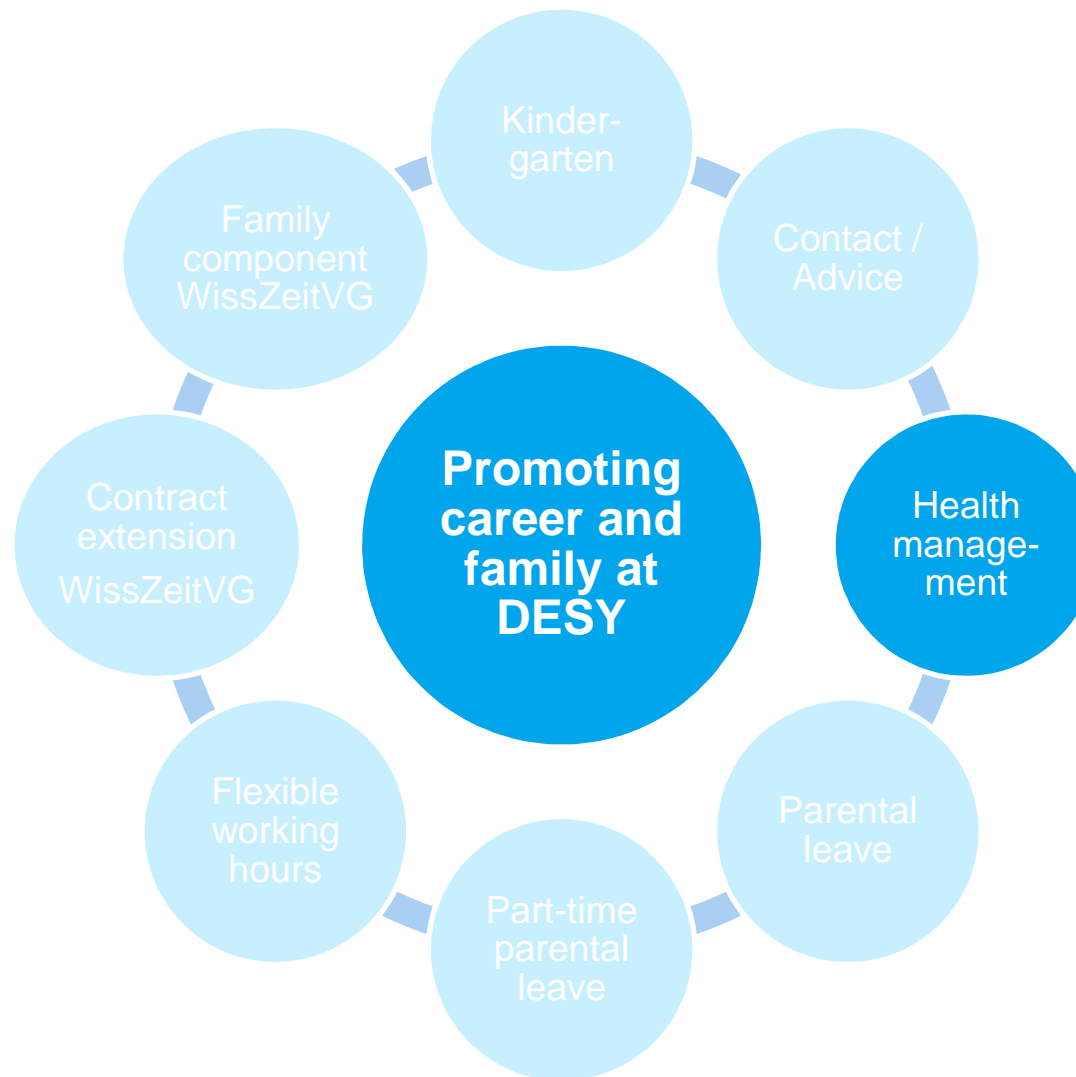 Kinder-
garten
Contact /
Advice
Health
manage-
ment
Parental
leave
Part-time
parental
leave
Flexible
working
hours
Contract
extension
WissZeitVG
Family
component
WissZeitVG
Promoting
career and
family at
DESY